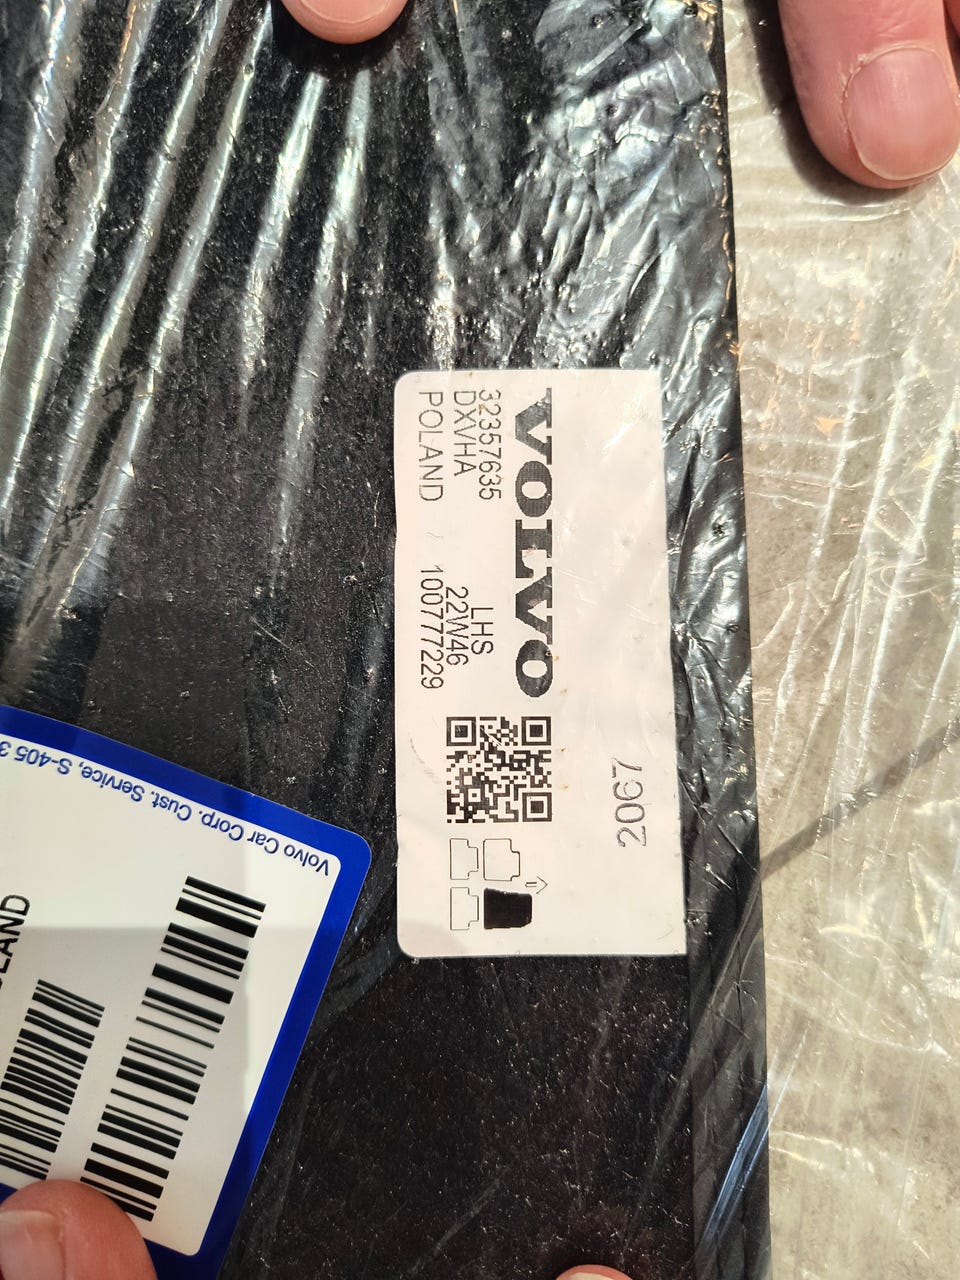 VOLVO
32357635 LHS
DXVHA 22W46
POLAND / 100777229
2067
Volvo Car Corp. Cust. Service, S-405 3
LAND